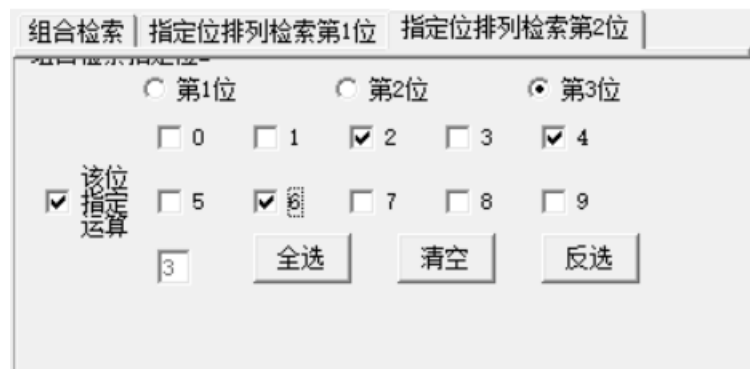 组合检索 指定位排列检索第1位 指定位排列检索第2位
第1位 第2位 第3位
0 1 2 3 4
该位
指定
运算
5 6 7 8 9
3 全选 清空 反选